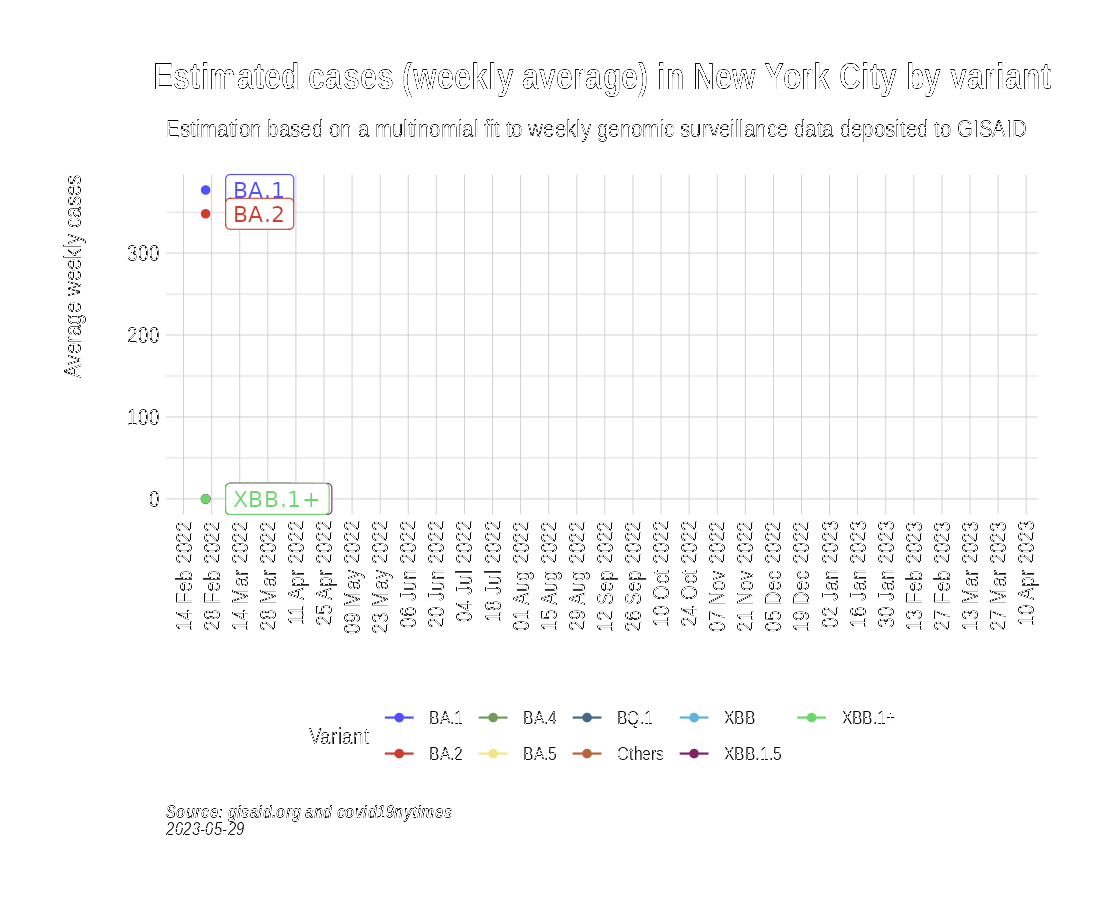 Estimated cases (weekly average) in New York City by variant
Estimation based on a multinomial fit to weekly genomic surveillance data deposited to GISAID
Average weekly cases
300
200
100
0
BA.1
BA.2
XBB.1+
14 Feb 2022
28 Feb 2022
14 Mar 2022
28 Mar 2022
11 Apr 2022
25 Apr 2022
09 May 2022
23 May 2022
06 Jun 2022
20 Jun 2022
04 Jul 2022
18 Jul 2022
01 Aug 2022
15 Aug 2022
29 Aug 2022
12 Sep 2022
26 Sep 2022
10 Oct 2022
24 Oct 2022
07 Nov 2022
21 Nov 2022
05 Dec 2022
19 Dec 2022
02 Jan 2023
16 Jan 2023
30 Jan 2023
13 Feb 2023
27 Feb 2023
13 Mar 2023
27 Mar 2023
10 Apr 2023
Variant
BA.1 BA.4 BQ.1 XBB XBB.1+
BA.2 BA.5 Others XBB.1.5
Source: gisaid.org and covid19nytimes
2023-05-29